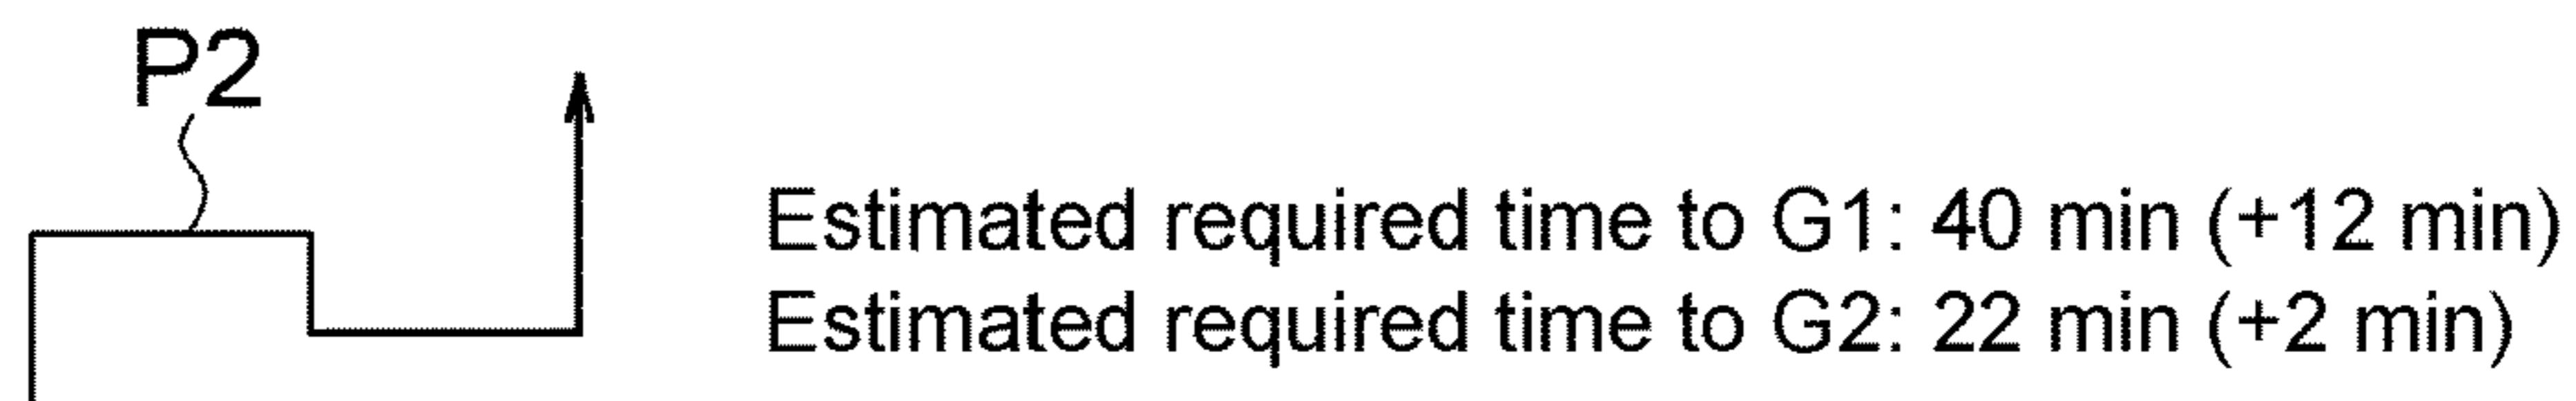 P2
Estimated required time to G1: 40 min (+12 min)
Estimated required time to G2: 22 min (+2 min)